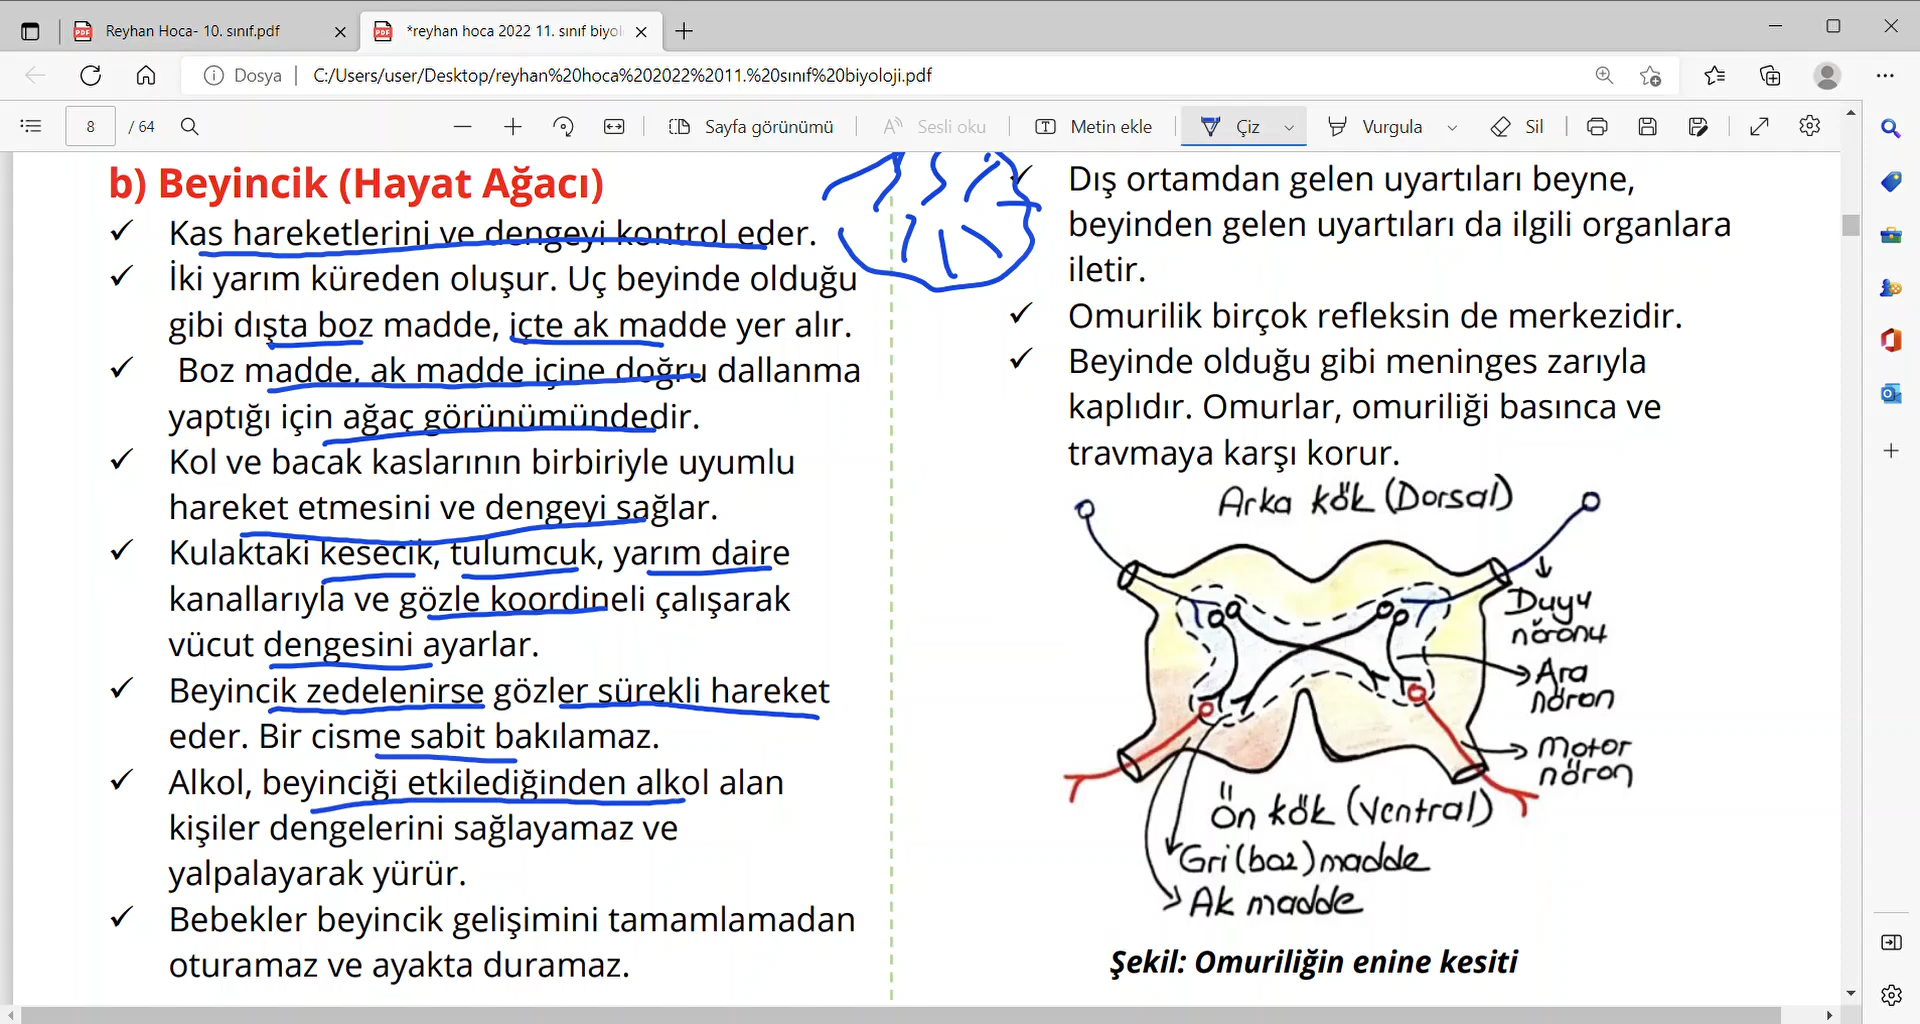 Reyhan Hoca- 10. sınıf.pdf
*reyhan hoca 2022 11. sınıf biyol
Dosya
C:/Users/user/Desktop/reyhan%20hoca%202022%2011.%20sınıf%20biyoloji.pdf
8 / 64
Sayfa görünümü
Sesli oku
Metin ekle
Çiz
Vurgula
Sil
b) Beyincik (Hayat Ağacı)
Kas hareketlerini ve dengeyi kontrol eder.
İki yarım küreden oluşur. Uç beyinde olduğu
gibi dışta boz madde, içte ak madde yer alır.
Boz madde, ak madde içine doğru dallanma
yaptığı için ağaç görünümündedir.
Kol ve bacak kaslarının birbiriyle uyumlu
hareket etmesini ve dengeyi sağlar.
Kulaktaki kesecik, tulumcuk, yarım daire
kanallarıyla ve gözle koordineli çalışarak
vücut dengesini ayarlar.
Beyincik zedelenirse gözler sürekli hareket
eder. Bir cisme sabit bakılamaz.
Alkol, beyinciği etkilediğinden alkol alan
kişiler dengelerini sağlayamaz ve
yalpalayarak yürür.
Bebekler beyincik gelişimini tamamlamadan
oturamaz ve ayakta duramaz.
Dış ortamdan gelen uyartıları beyne,
beyinden gelen uyartıları da ilgili organlara
iletir.
Omurilik birçok refleksin de merkezidir.
Beyinde olduğu gibi meninges zarıyla
kaplıdır. Omurlar, omuriliği basınca ve
travmaya karşı korur.
Arka kök (Dorsal)
Duyu
nöronu
Ara
nöron
Motor
nöron
Ön kök (Ventral)
Gri(boz)madde
Ak madde
Şekil: Omuriliğin enine kesiti